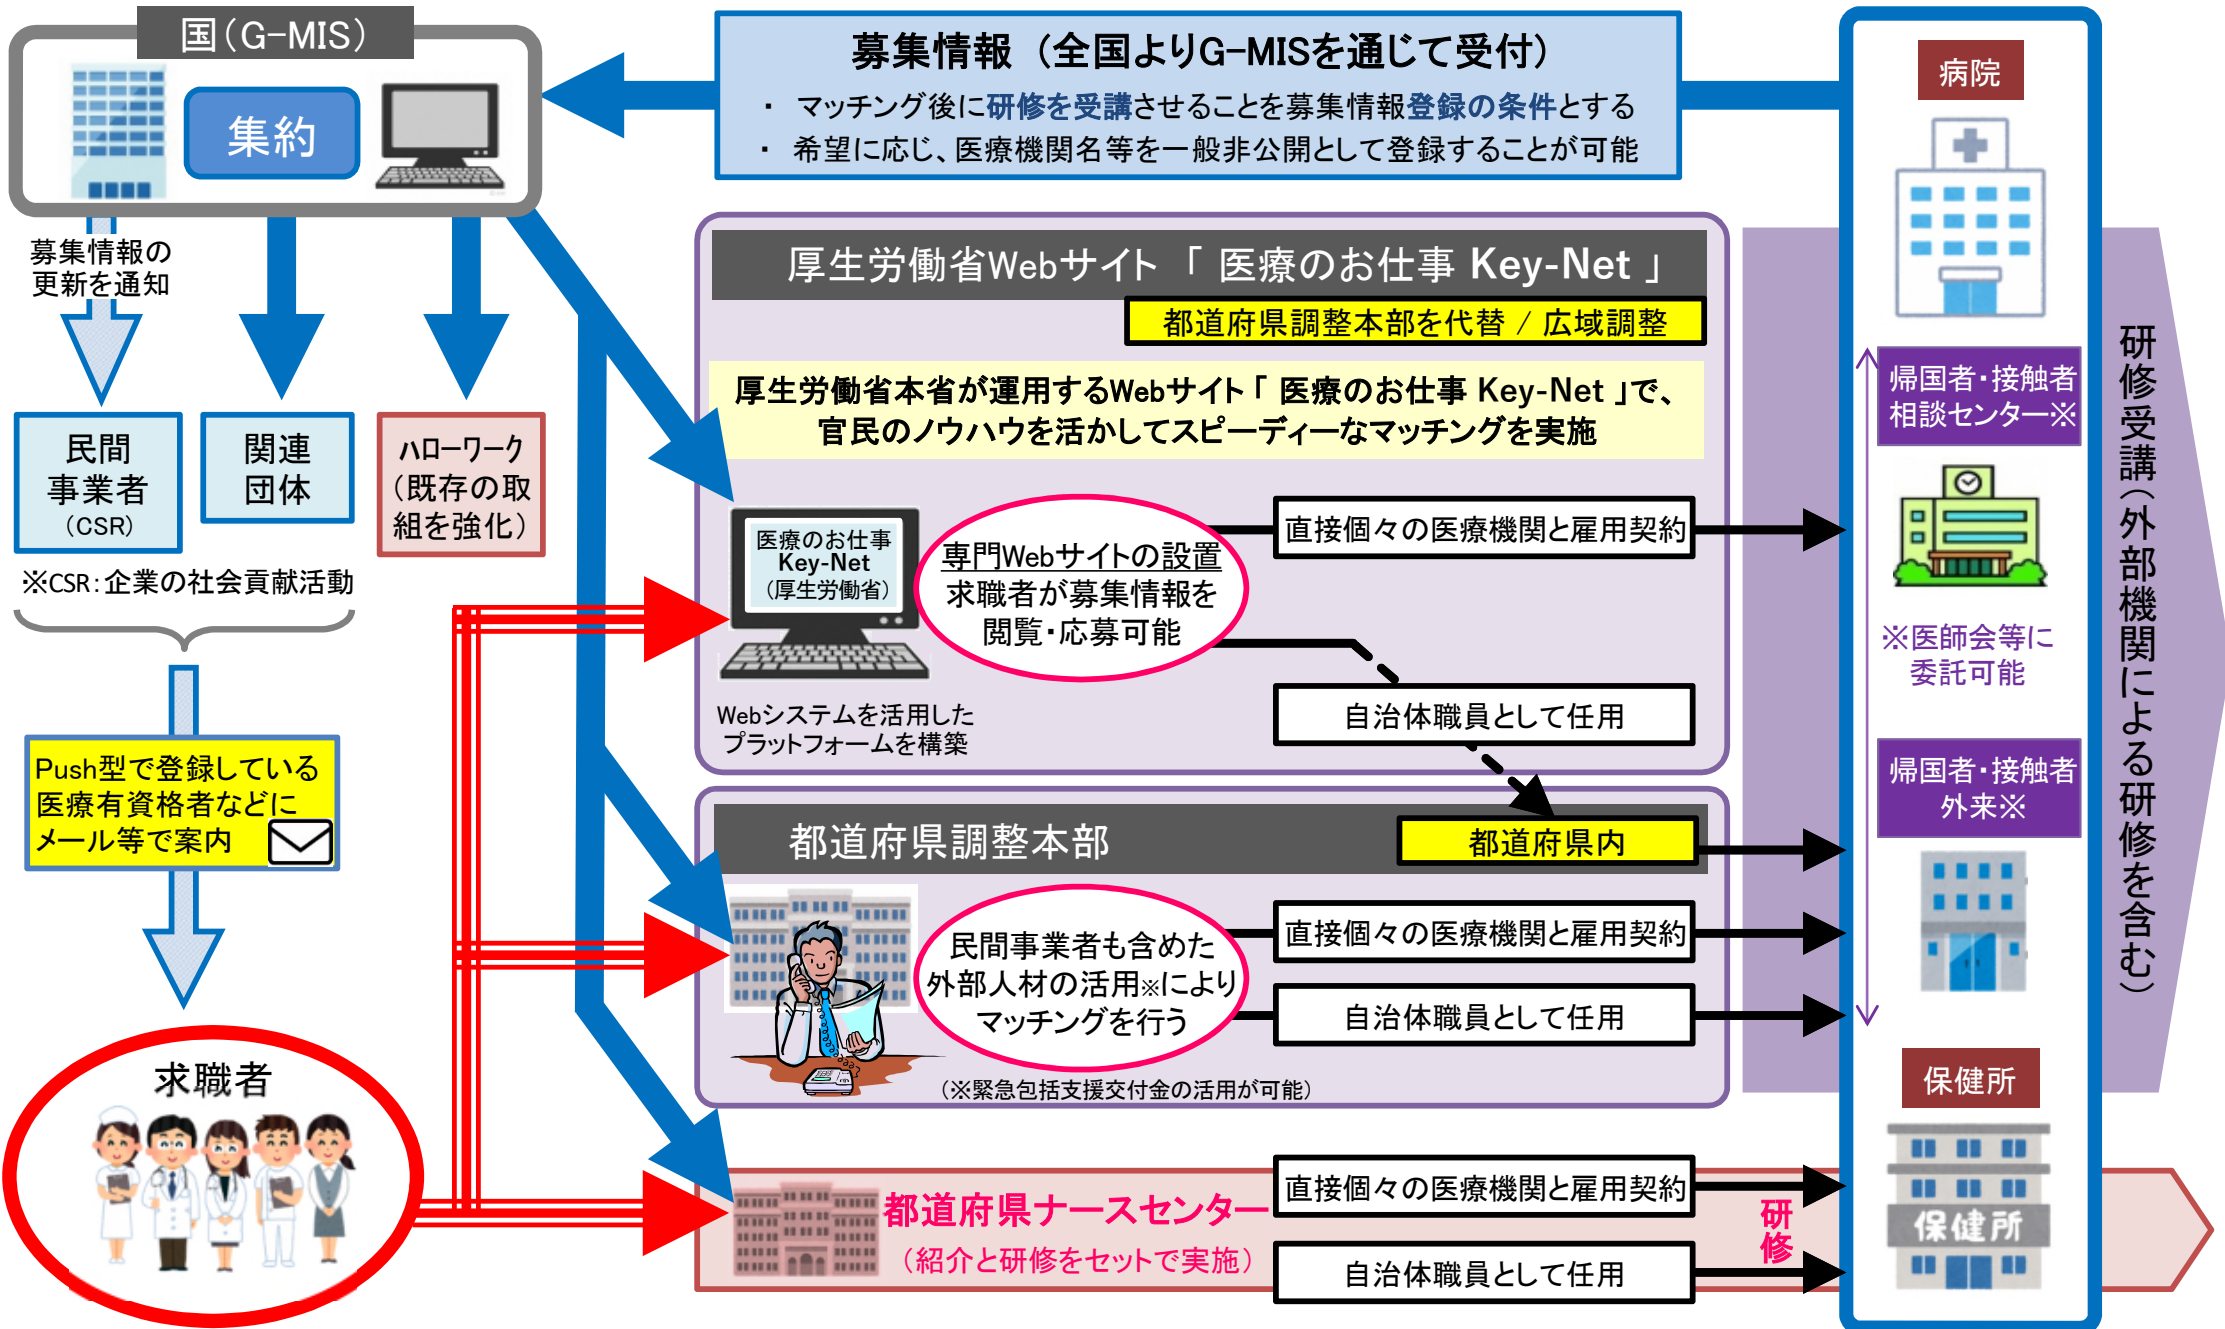 国(G-MIS)
集約
募集情報 (全国よりG-MISを通じて受付)
・ マッチング後に研修を受講させることを募集情報登録の条件とする
・ 希望に応じ、医療機関名等を一般非公開として登録することが可能
募集情報の
更新を通知
民間
事業者
(CSR)
関連
団体
ハローワーク
(既存の取
組を強化)
※CSR:企業の社会貢献活動
Push型で登録している
医療有資格者などに
メール等で案内
求職者
厚生労働省Webサイト 「 医療のお仕事 Key-Net 」
都道府県調整本部を代替 / 広域調整
厚生労働省本省が運用するWebサイト「 医療のお仕事 Key-Net 」で、
官民のノウハウを活かしてスピーディーなマッチングを実施
医療のお仕事
Key-Net
(厚生労働省)
専門Webサイトの設置
求職者が募集情報を
閲覧・応募可能
直接個々の医療機関と雇用契約
自治体職員として任用
Webシステムを活用した
プラットフォームを構築
都道府県調整本部
都道府県内
民間事業者も含めた
外部人材の活用※により
マッチングを行う
直接個々の医療機関と雇用契約
自治体職員として任用
(※緊急包括支援交付金の活用が可能)
都道府県ナースセンター
(紹介と研修をセットで実施)
直接個々の医療機関と雇用契約
自治体職員として任用
研修
病院
帰国者・接触者
相談センター※
※医師会等に
委託可能
帰国者・接触者
外来※
保健所
保健所
研修受講(外部機関による研修を含む)